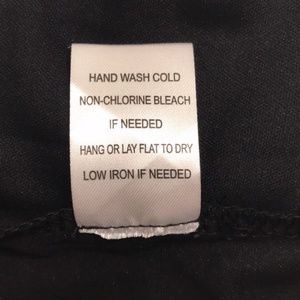 HAND WASH COLD
NON-CHLORINE BLEACH
IF NEEDED
HANG OR LAY FLAT TO DRY
LOW IRON IF NEEDED